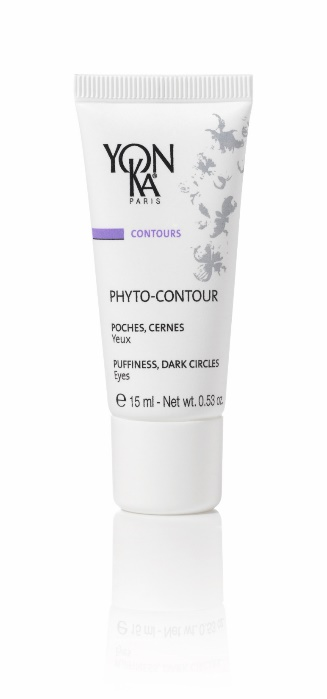 YON
KA®
PARIS
CONTOURS
PHYTO-CONTOUR
POCHES, CERNES
Yeux
PUFFINESS, DARK CIRCLES
Eyes
℮ 15 ml - Net wt. 0.53 oz.